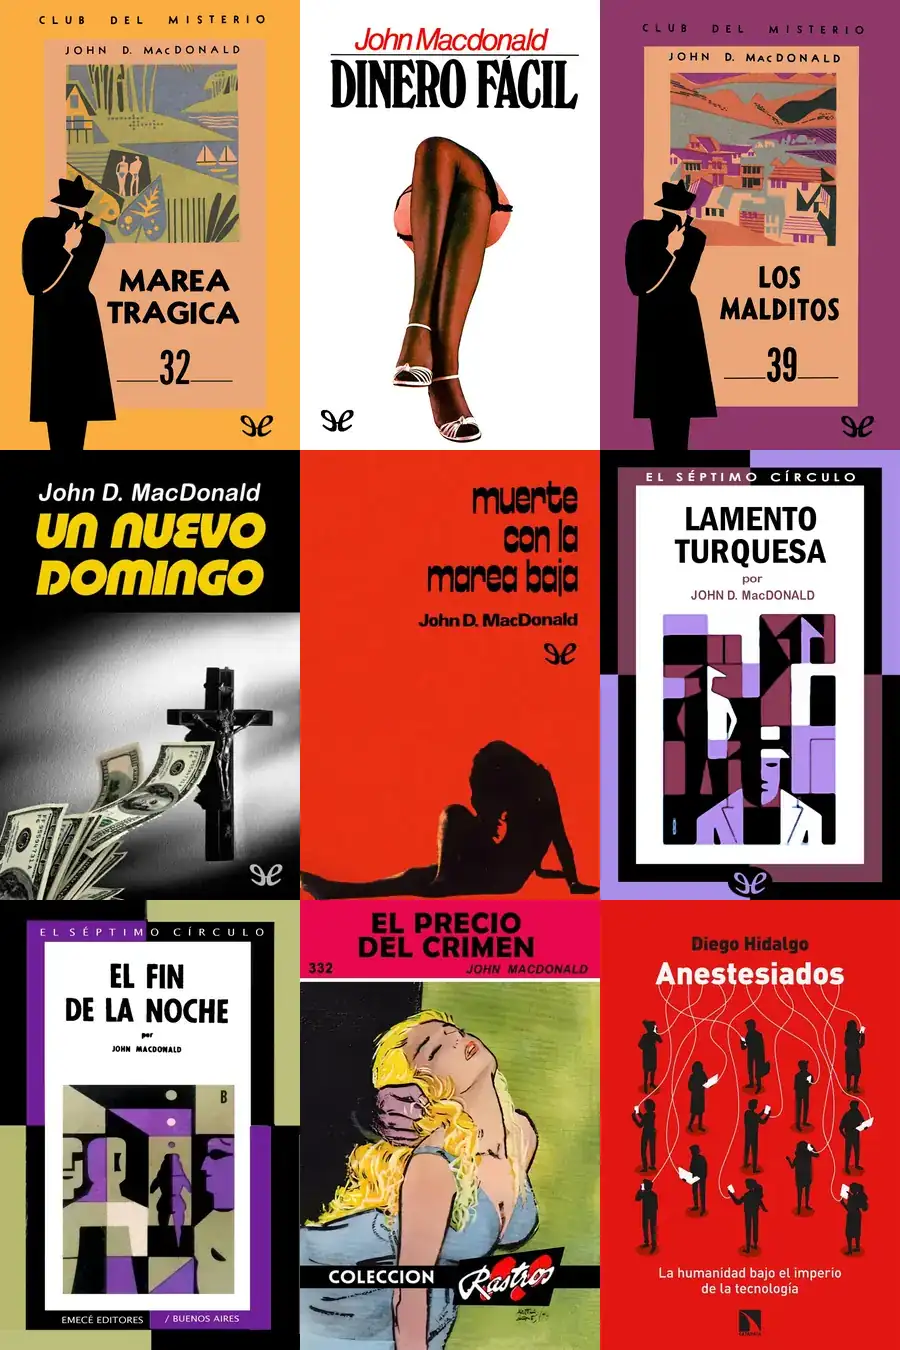 CLUB DEL MISTERIO
JOHN D. MACDONALD
MAREA
TRAGICA
32
John Macdonald
DINERO FÁCIL
CLUB DEL MISTERIO
JOHN D. MACDONALD
LOS
MALDITOS
39
John D. MacDonald
UN NUEVO
DOMINGO
muerte
con la
marea baja
John D. MacDonald
EL SÉPTIMO CÍRCULO
LAMENTO
TURQUESA
por
JOHN D. MacDONALD
EL SÉPTIMO CÍRCULO
EL FIN
DE LA NOCHE
por
JOHN MACDONALD
B
EMECÉ EDITORES / BUENOS AIRES
EL PRECIO
DEL CRIMEN
332
JOHN MACDONALD
COLECCION
Rastros
Diego Hidalgo
Anestesiados
La humanidad bajo el imperio
de la tecnología